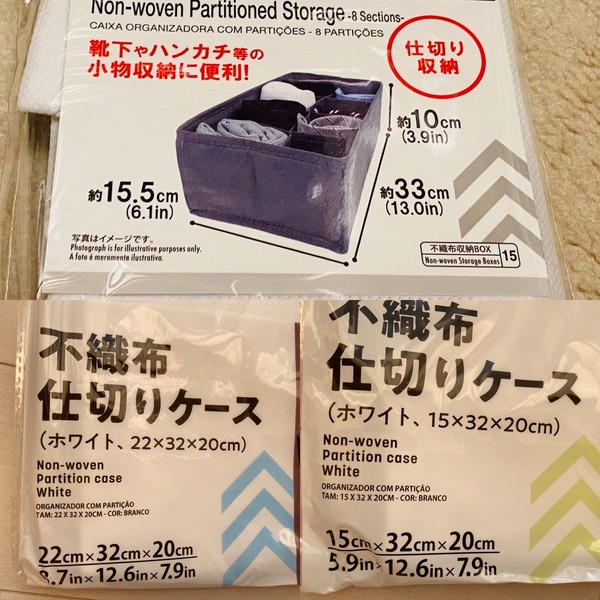 Non-woven Partitioned Storage -8 Sections-
CAIXA ORGANIZADORA COM PARTIÇÕES - 8 PARTIÇÕES
靴下やハンカチ等の
小物収納に便利!
仕切り
収納
約10cm
(3.9in)
約15.5cm
(6.1in)
約33cm
(13.0in)
写真はイメージです。
Photograph is for illustrative purposes only.
A foto é meramente ilustrativa.
不織布収納BOX
Non-woven Storage Boxes
15
不織布
仕切りケース
(ホワイト、22×32×20cm)
Non-woven
Partition case
White
ORGANIZADOR COM PARTIÇÃO
TAM: 22 X 32 X 20CM - COR: BRANCO
22cm×32cm×20cm
8.7in×12.6in×7.9in
不織布
仕切りケース
(ホワイト、15×32×20cm)
Non-woven
Partition case
White
ORGANIZADOR COM PARTIÇÃO
TAM: 15 X 32 X 20CM - COR: BRANCO
15cm×32cm×20cm
5.9in×12.6in×7.9in